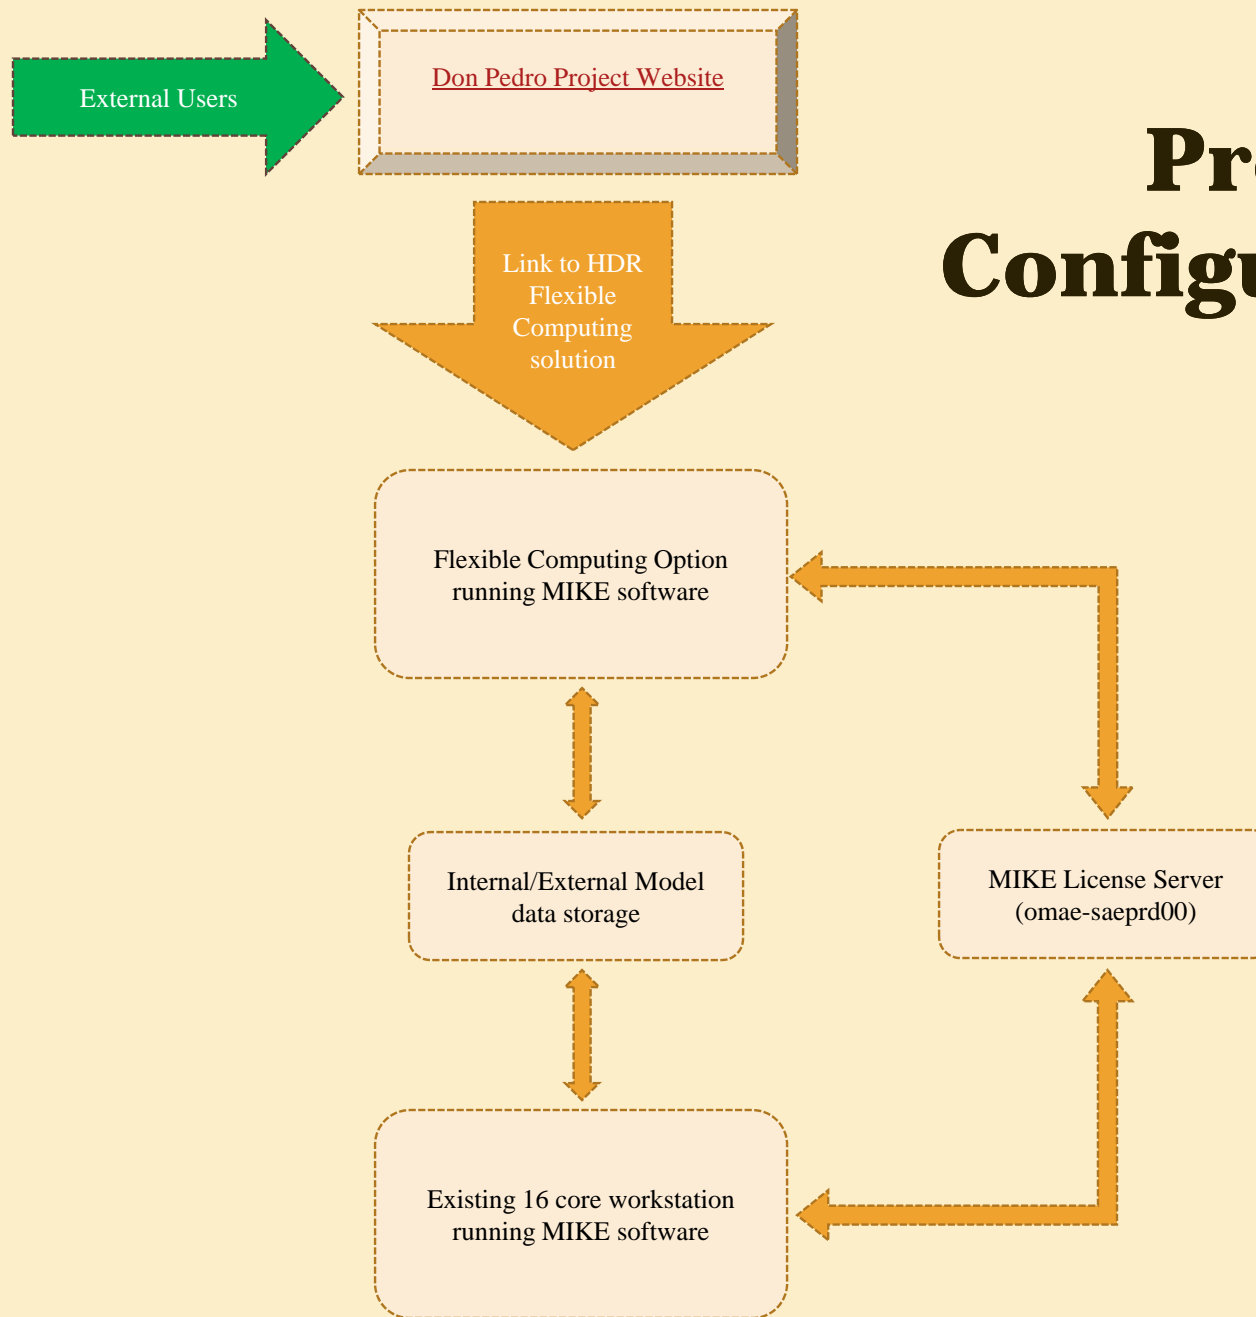 External Users
Don Pedro Project Website
Link to HDR
Flexible
Computing
solution
Flexible Computing Option
running MIKE software
Internal/External Model
data storage
MIKE License Server
(omae-saeprd00)
Existing 16 core workstation
running MIKE software